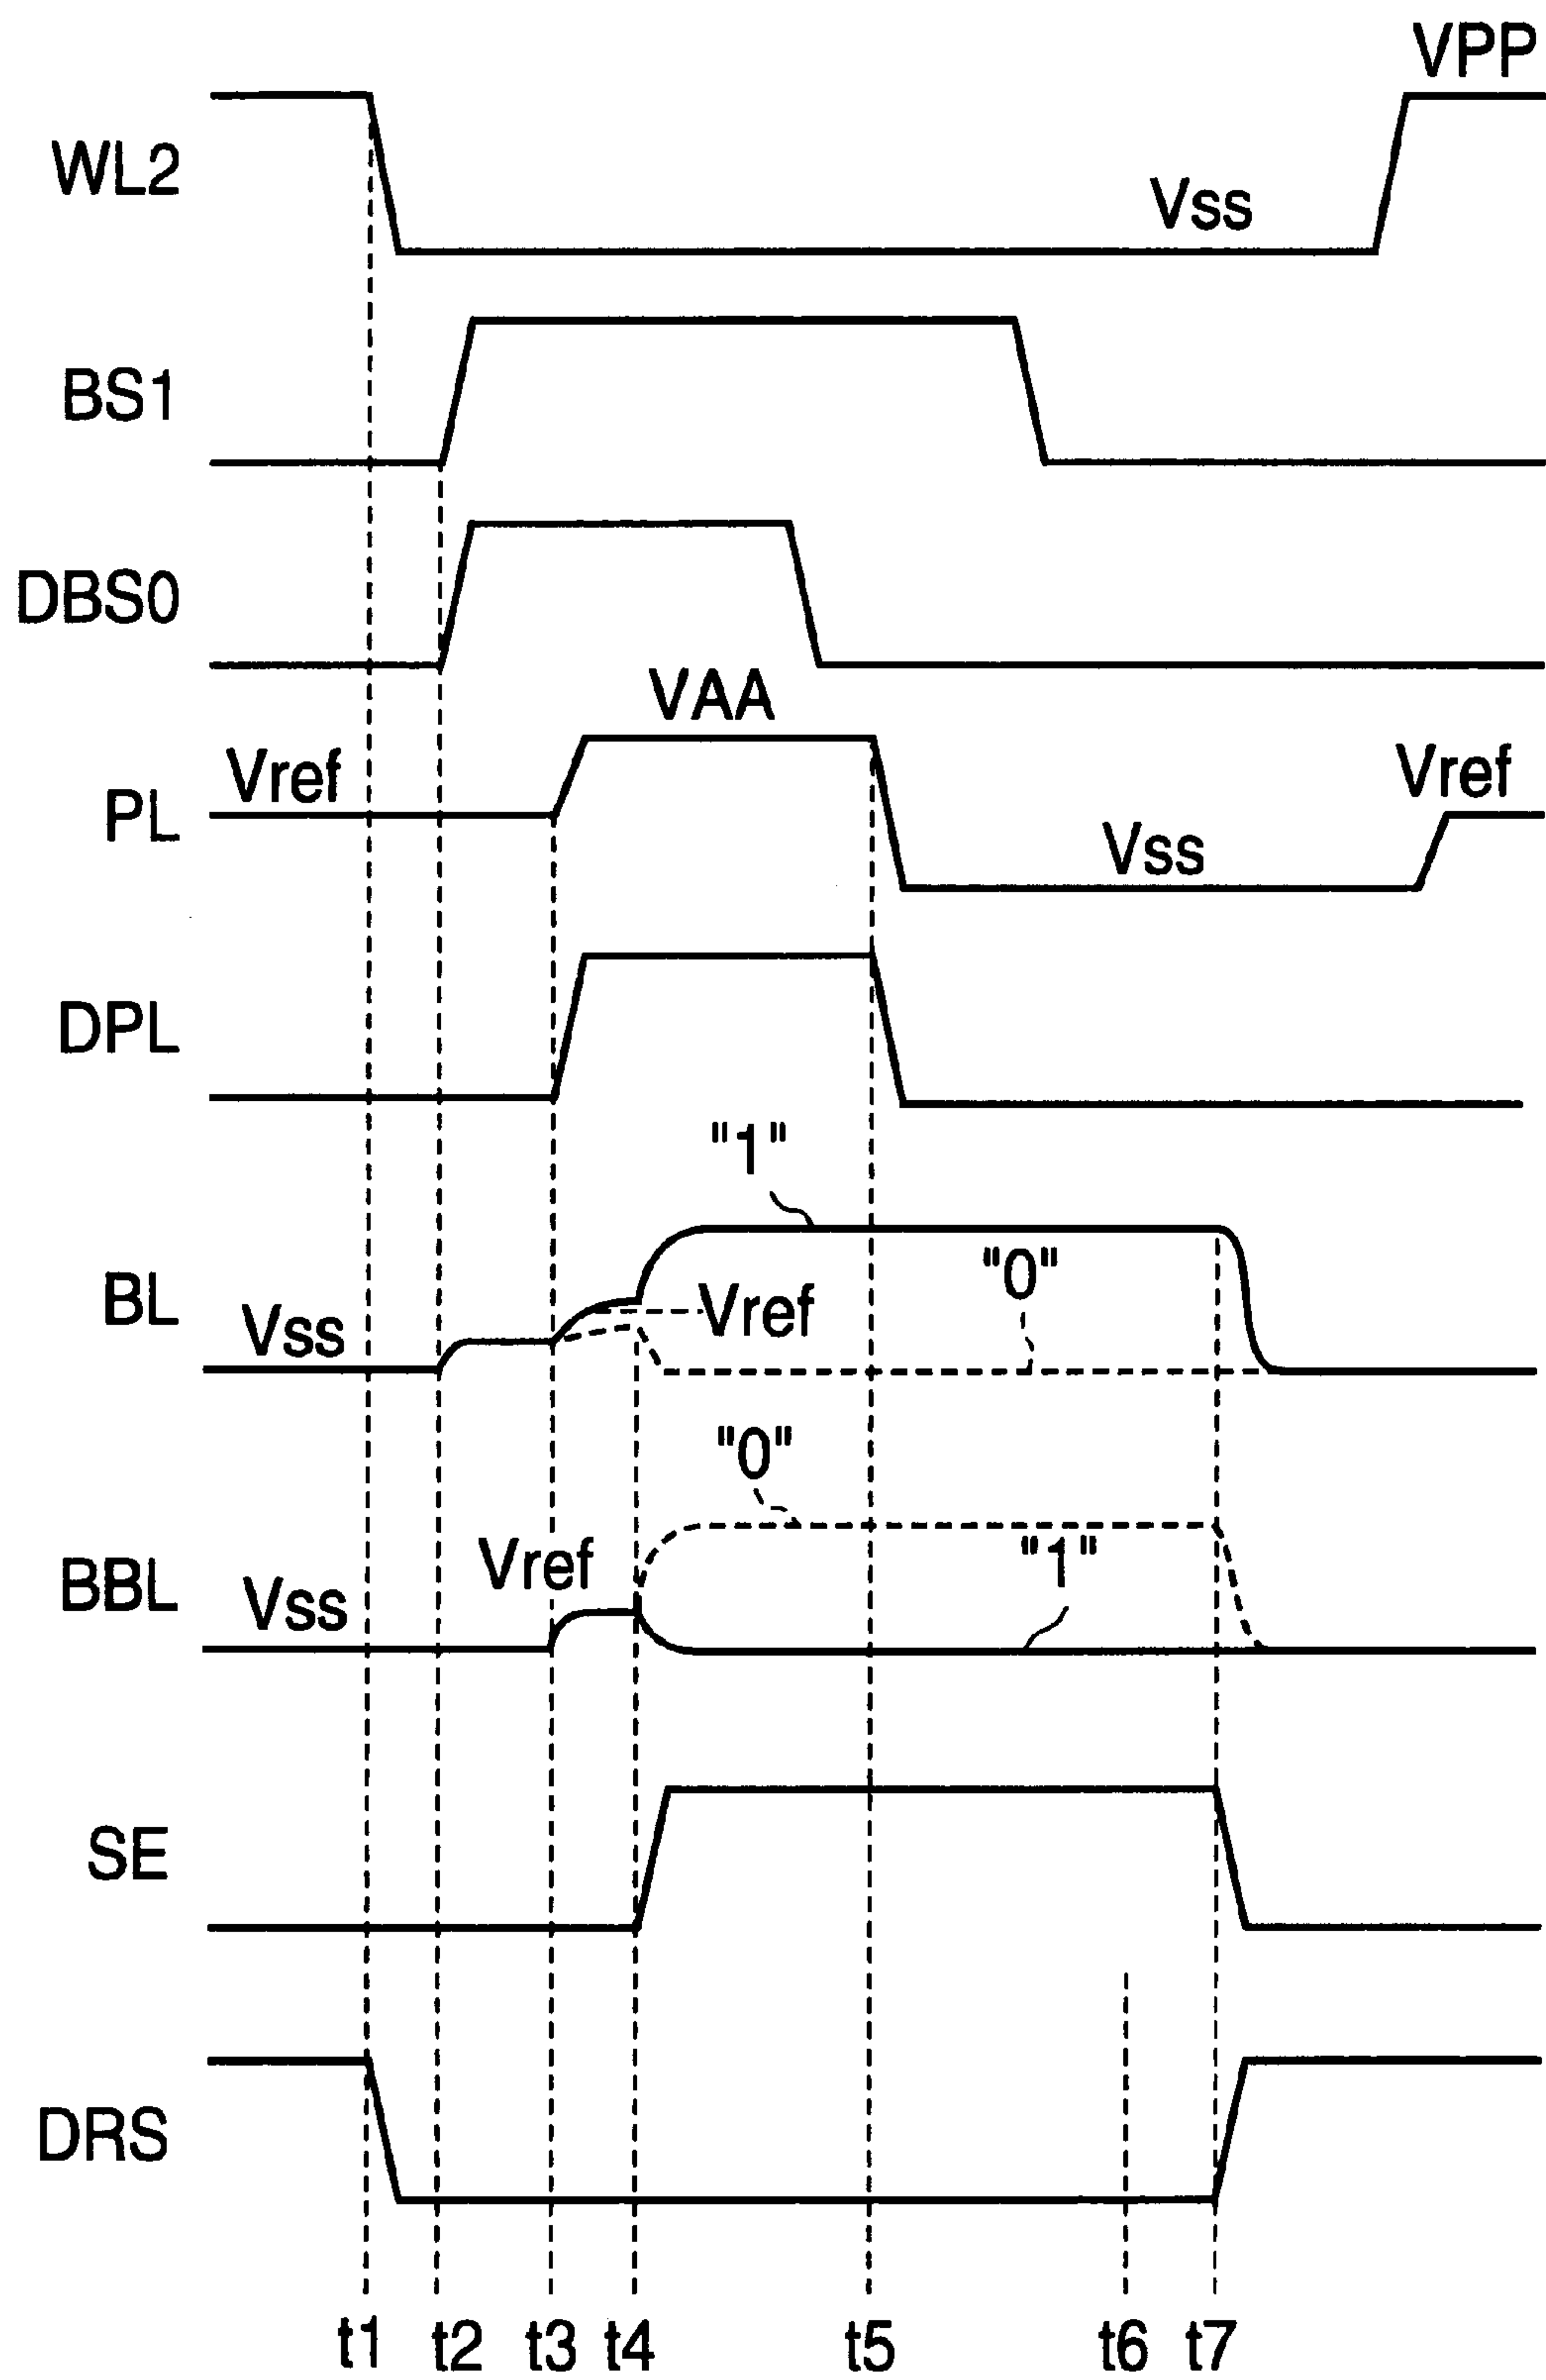 VPP
WL2
Vss
BS1
DBS0
VAA
Vref
Vref
PL
Vss
DPL
"1"
"0"
BL
Vref
Vss
"0"
Vref
"1"
BBL
Vss
SE
DRS
t1 t2 t3 t4 t5 t6 t7